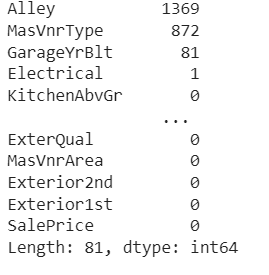 Alley 1369
MasVnrType 872
GarageYrBlt 81
Electrical 1
KitchenAbvGr 0
...
ExterQual 0
MasVnrArea 0
Exterior2nd 0
Exterior1st 0
SalePrice 0
Length: 81, dtype: int64